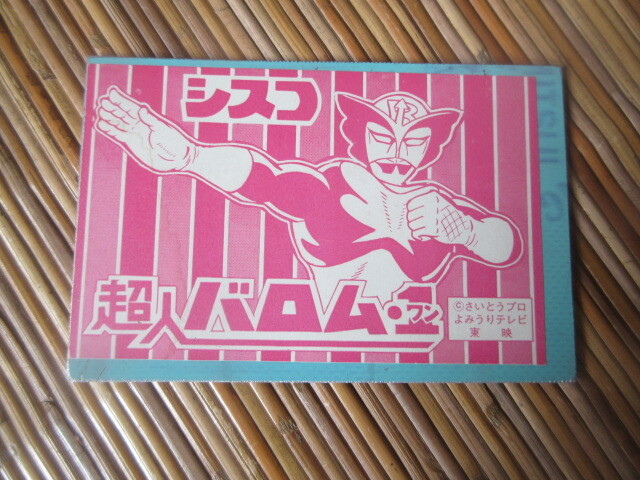 シスコ
超人バロム・1
ワン
©さいとうプロ
よみうりテレビ
東映